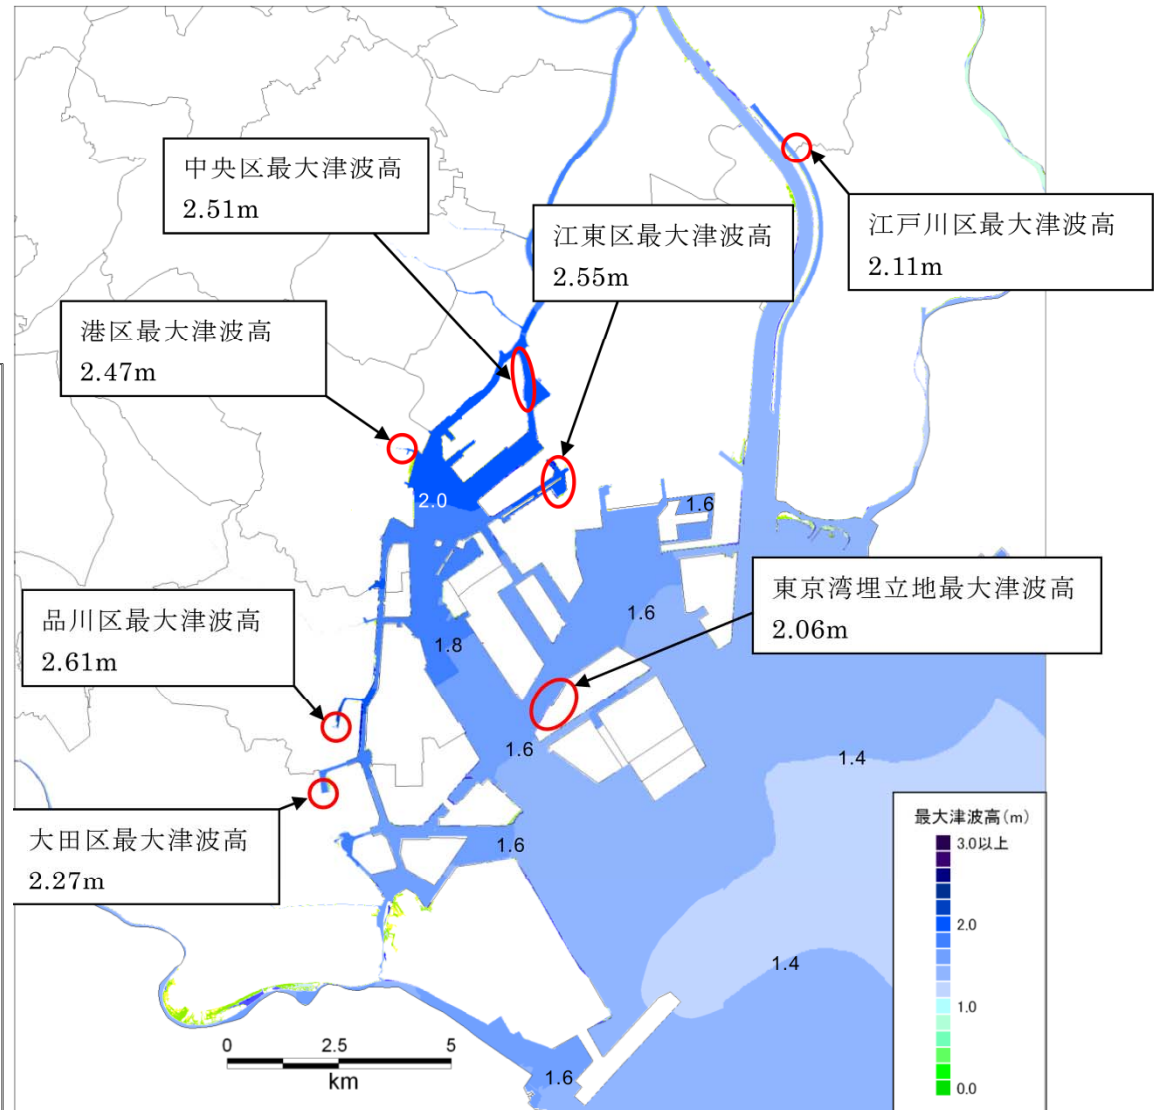 中央区最大津波高
2.51m
江東区最大津波高
2.55m
江戸川区最大津波高
2.11m
港区最大津波高
2.47m
2.0
1.6
品川区最大津波高
2.61m
東京湾埋立地最大津波高
2.06m
1.6
1.8
1.6
1.4
大田区最大津波高
2.27m
1.6
1.4
1.6
最大津波高(m)
3.0以上
2.0
1.0
0.0
0 2.5 5
km